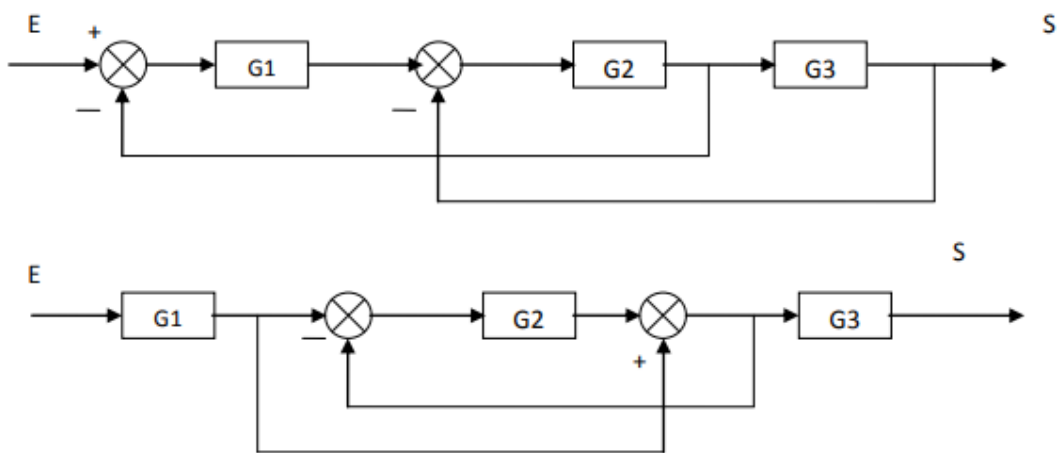 E S
+
G1 G2 G3
— —
S
E
G1 G2 G3
—
+